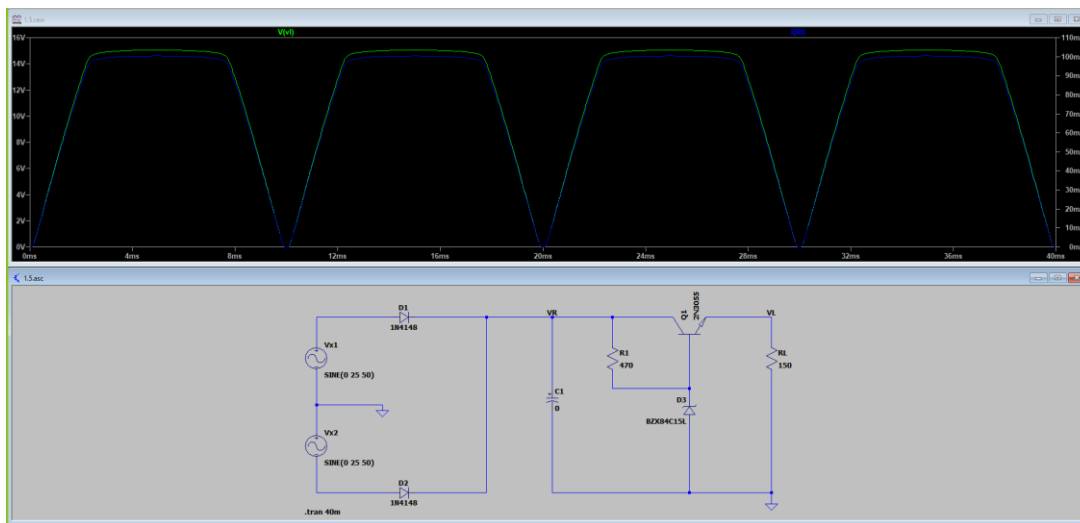 1.5.raw
V(vl)
16V
14V
12V
10V
8V
6V
4V
2V
0V
110m
100m
90m
80m
70m
60m
50m
40m
30m
20m
10m
0m
0ms 4ms 8ms 12ms 16ms 20ms 24ms 28ms 32ms 36ms 40ms
1.5.asc
D1
1N4148
VR
Q1
2N3055
VL
Vx1
SINE(0 25 50)
R1
470
RL
150
C1
0
D3
BZX84C15L
Vx2
SINE(0 25 50)
D2
1N4148
.tran 40m